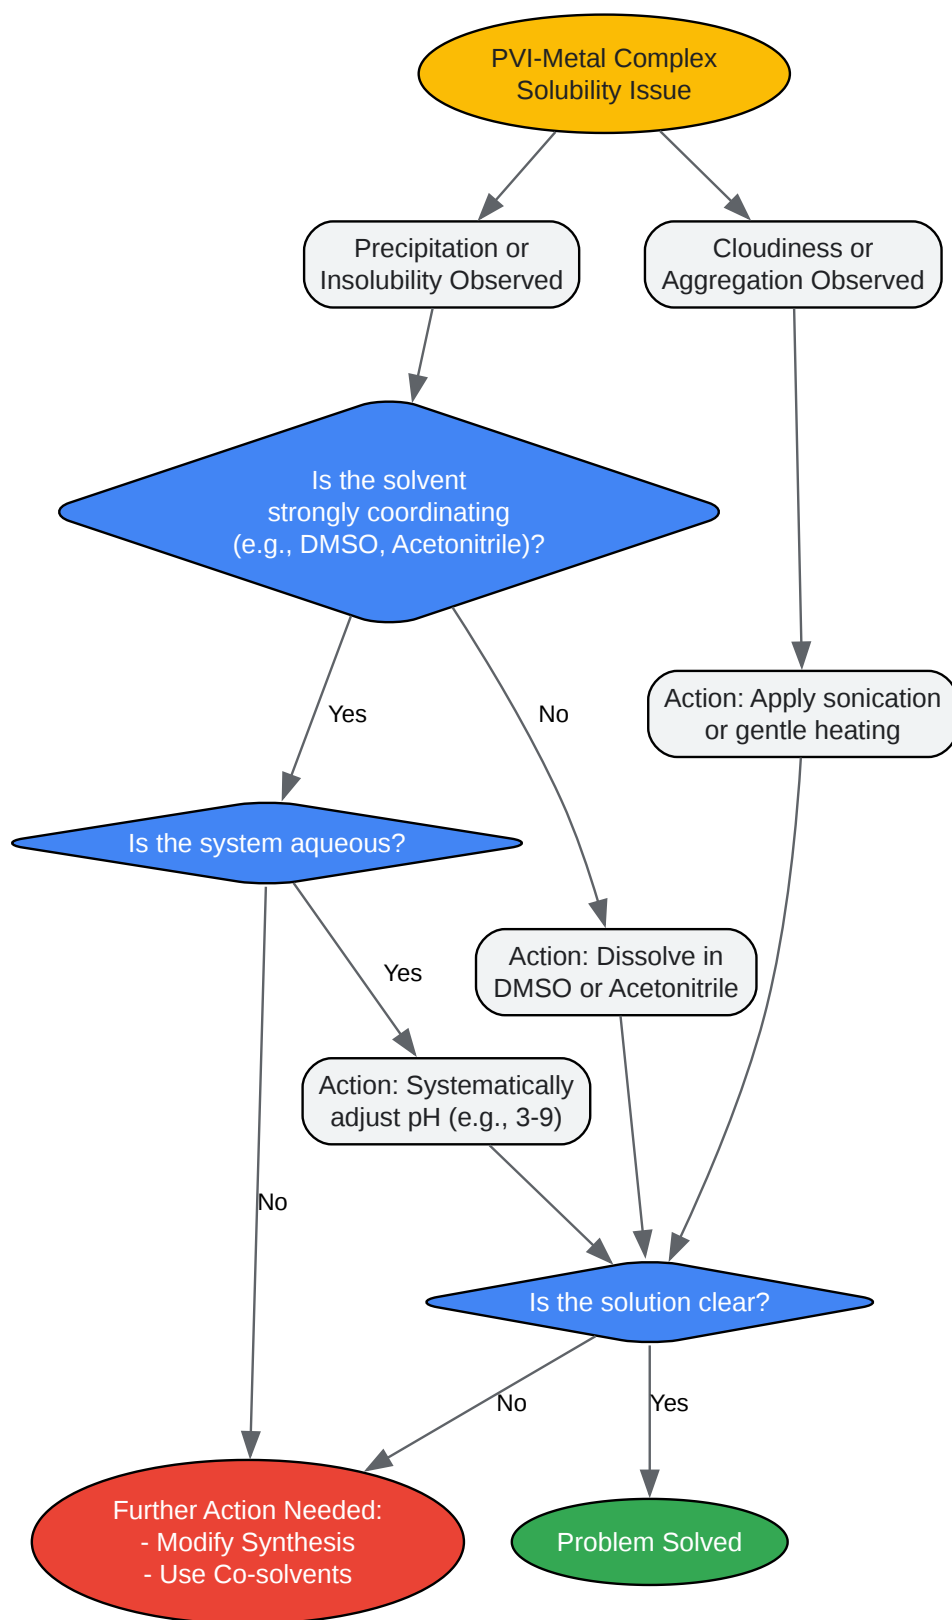 PVI-Metal Complex
Solubility Issue
Precipitation or
Insolubility Observed
Cloudiness or
Aggregation Observed
Is the solvent
strongly coordinating
(e.g., DMSO, Acetonitrile)?
Action: Apply sonication
or gentle heating
Yes
No
Is the system aqueous?
Action: Dissolve in
DMSO or Acetonitrile
Yes
Action: Systematically
adjust pH (e.g., 3-9)
No
Is the solution clear?
No
Yes
Further Action Needed:
- Modify Synthesis
- Use Co-solvents
Problem Solved